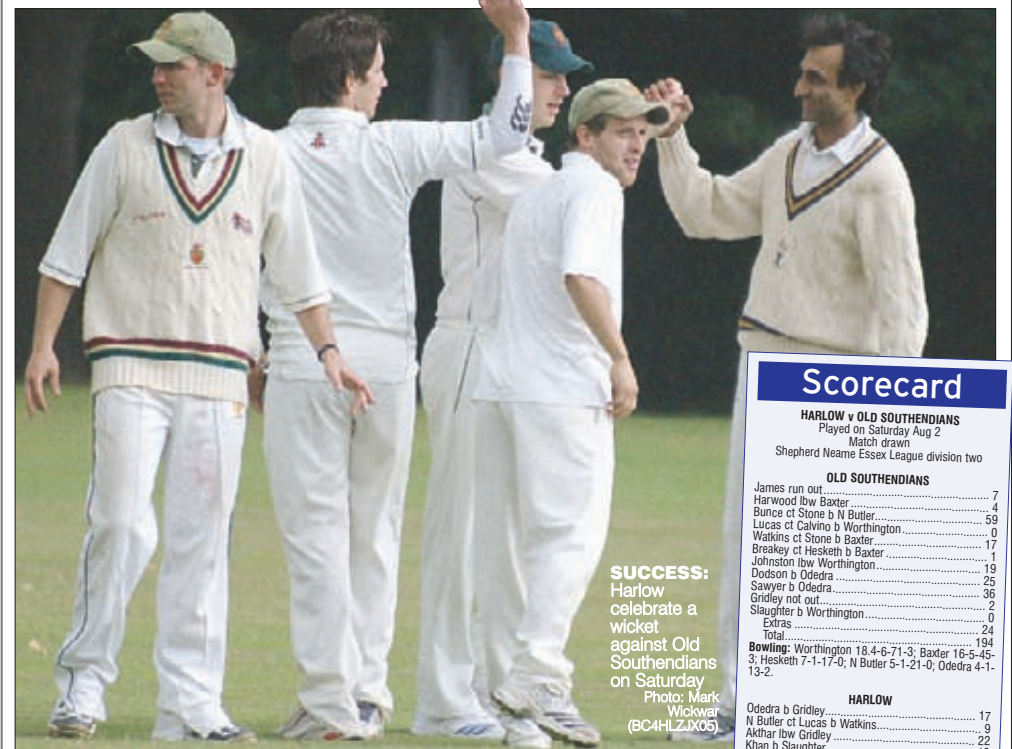 SUCCESS:
Harlow
celebrate a
wicket
against Old
Southendians
on Saturday
Photo: Mark
Wickwar
(BC4HLZJX05)
Scorecard
HARLOW v OLD SOUTHENDIANS
Played on Saturday Aug 2
Match drawn
Shepherd Neame Essex League division two
OLD SOUTHENDIANS
James run out 7
Harwood lbw Baxter 4
Bunce ct Stone b N Butler 59
Lucas ct Calvino b Worthington 0
Watkins ct Stone b Baxter 17
Breakey ct Hesketh b Baxter 1
Johnston lbw Worthington 19
Dodson b Odedra 25
Sawyer b Odedra 36
Gridley not out 2
Slaughter b Worthington 0
Extras 24
Total 194
Bowling: Worthington 18.4-6-71-3; Baxter 16-5-45-
3; Hesketh 7-1-17-0; N Butler 5-1-21-0; Odedra 4-1-
13-2.
HARLOW
Odedra b Gridley 17
N Butler ct Lucas b Watkins 9
Akthar lbw Gridley 22
Khan b Slaughter